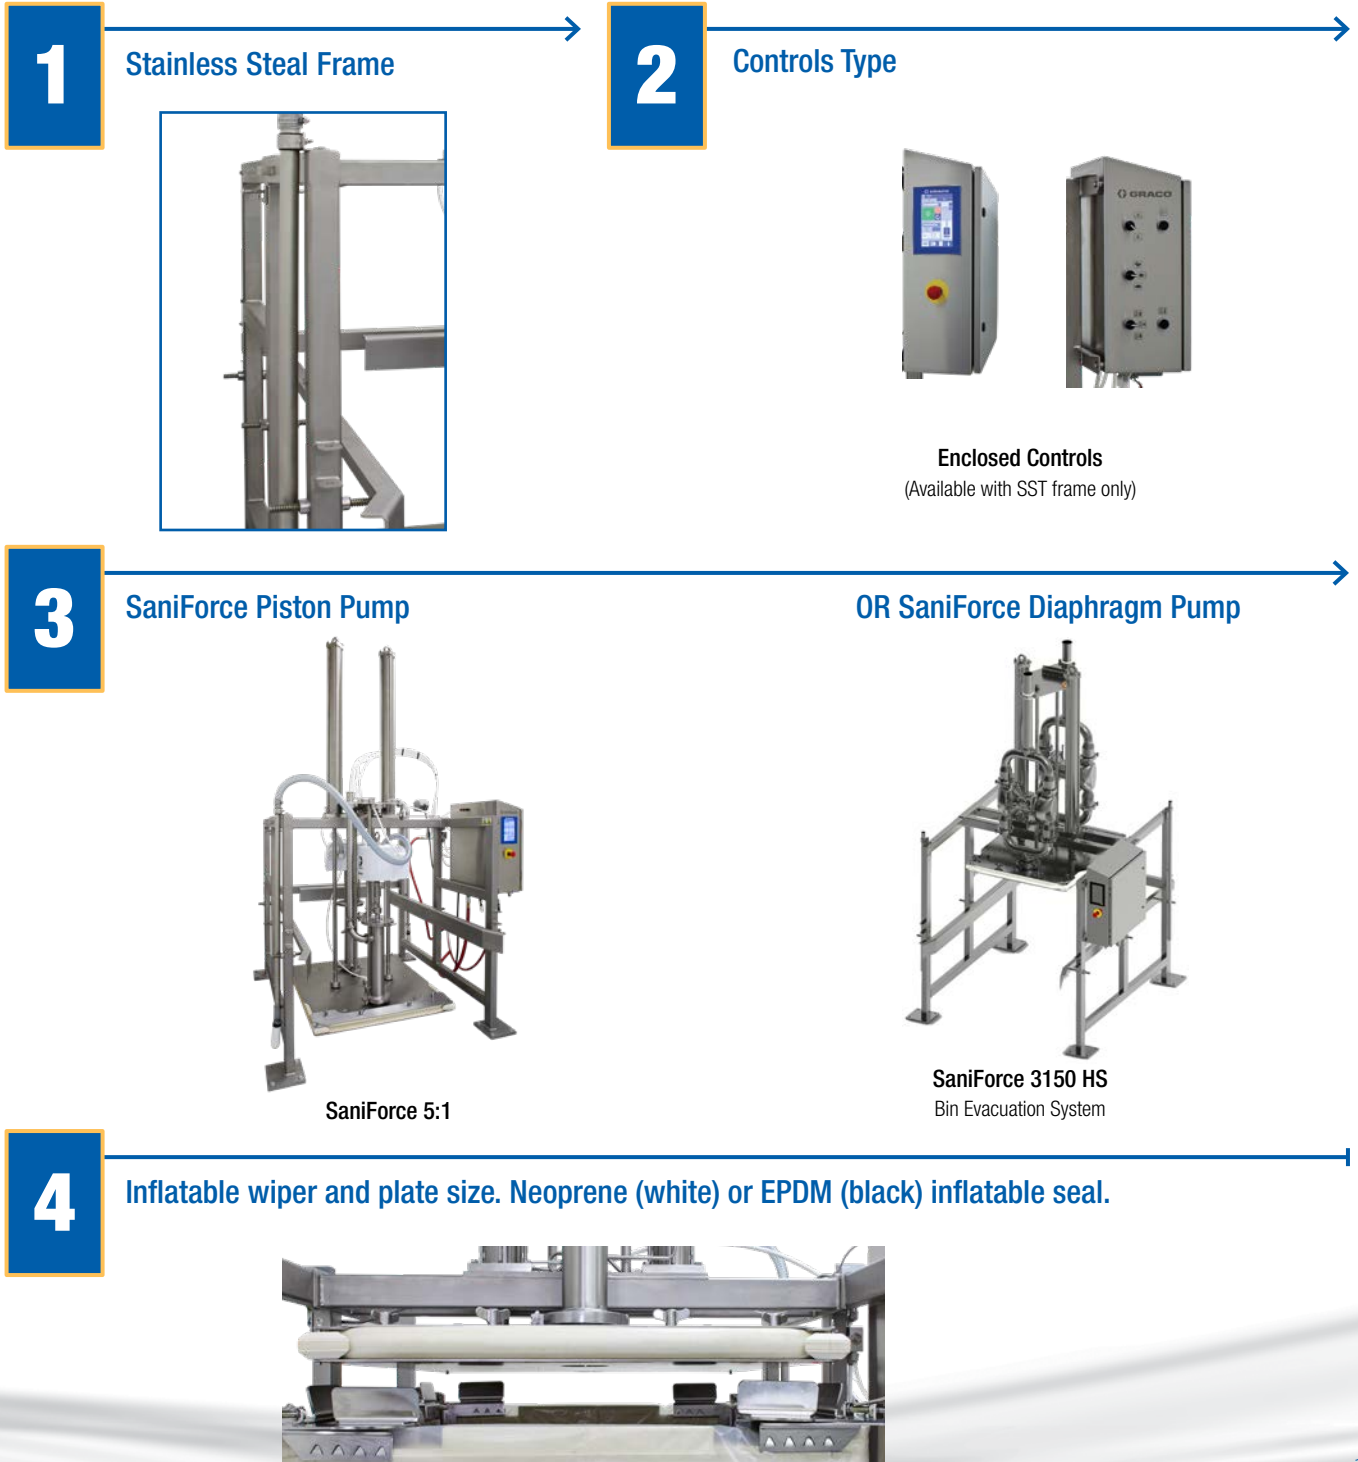 1
Stainless Steal Frame
2
Controls Type
GRACO
Enclosed Controls
(Available with SST frame only)
3
SaniForce Piston Pump
OR SaniForce Diaphragm Pump
SaniForce 5:1
SaniForce 3150 HS
Bin Evacuation System
4
Inflatable wiper and plate size. Neoprene (white) or EPDM (black) inflatable seal.